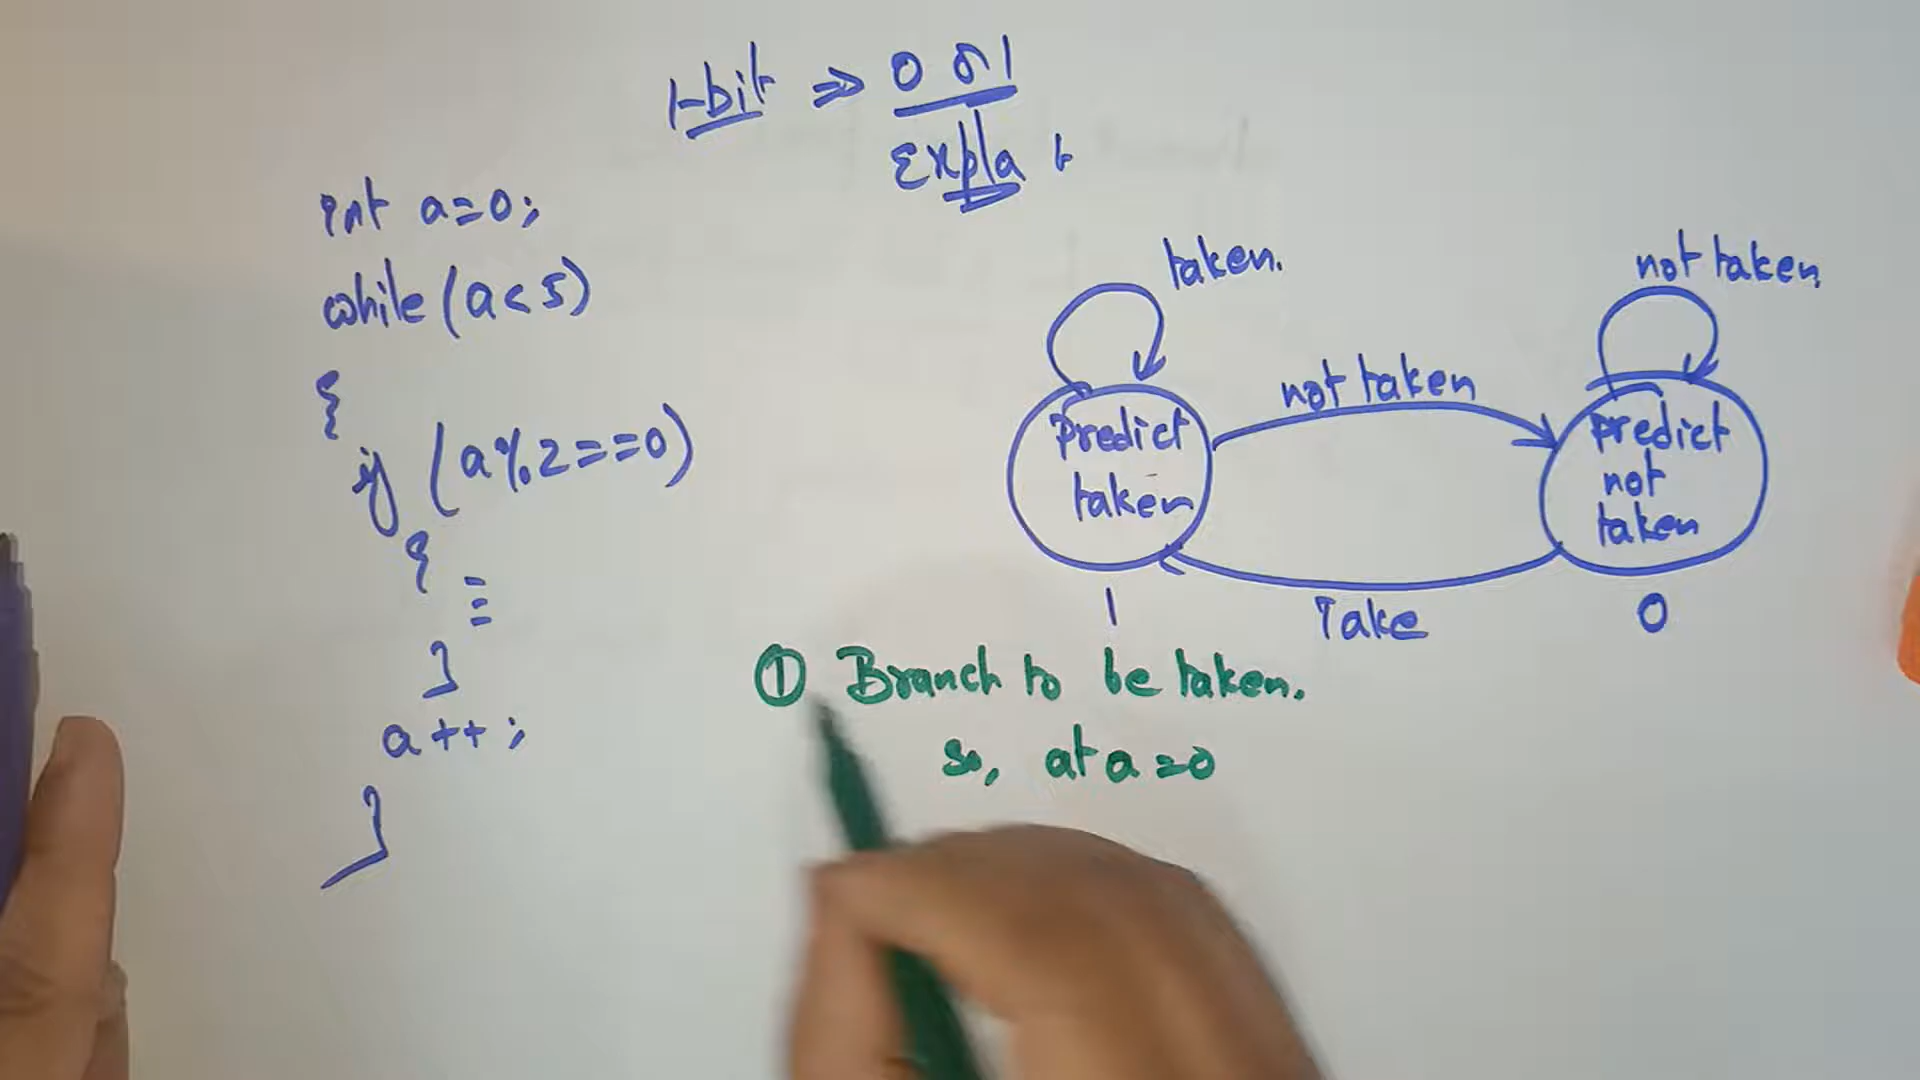 1-bit ⇒ 0 or 1
Expla
int a=0;
while (a<5)
{
if (a%2==0)
{
}
a++;
}
taken.
not taken
not taken
Predict
taken
Predict
not
taken
Take
1
0
① Branch to be taken.
so, at a=0